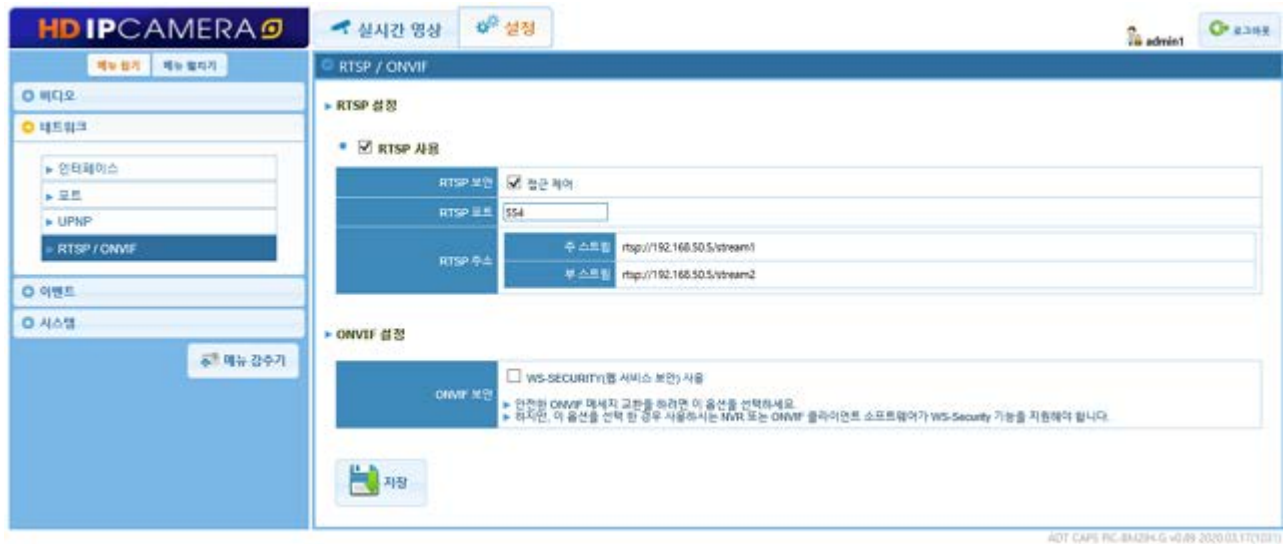 HD IPCAMERA
실시간 영상
설정
admin1
로그아웃
메뉴 접기
메뉴 펼치기
비디오
네트워크
인터페이스
포트
UPNP
RTSP / ONVIF
이벤트
시스템
메뉴 감추기
RTSP / ONVIF
RTSP 설정
RTSP 사용
RTSP 보안
접근 제어
RTSP 포트
554
RTSP 주소
주 스트림
rtsp://192.168.50.5/stream1
부 스트림
rtsp://192.168.50.5/stream2
ONVIF 설정
ONVIF 보안
WS-SECURITY(웹 서비스 보안) 사용
안전한 ONVIF 메세지 교환을 하려면 이 옵션을 선택하세요.
하지만, 이 옵션을 선택 한 경우 사용하시는 NVR 또는 ONVIF 클라이언트 소프트웨어가 WS-Security 기능을 지원해야 합니다.
저장
ADT CAPS v0.89 2020.03.17(1031)